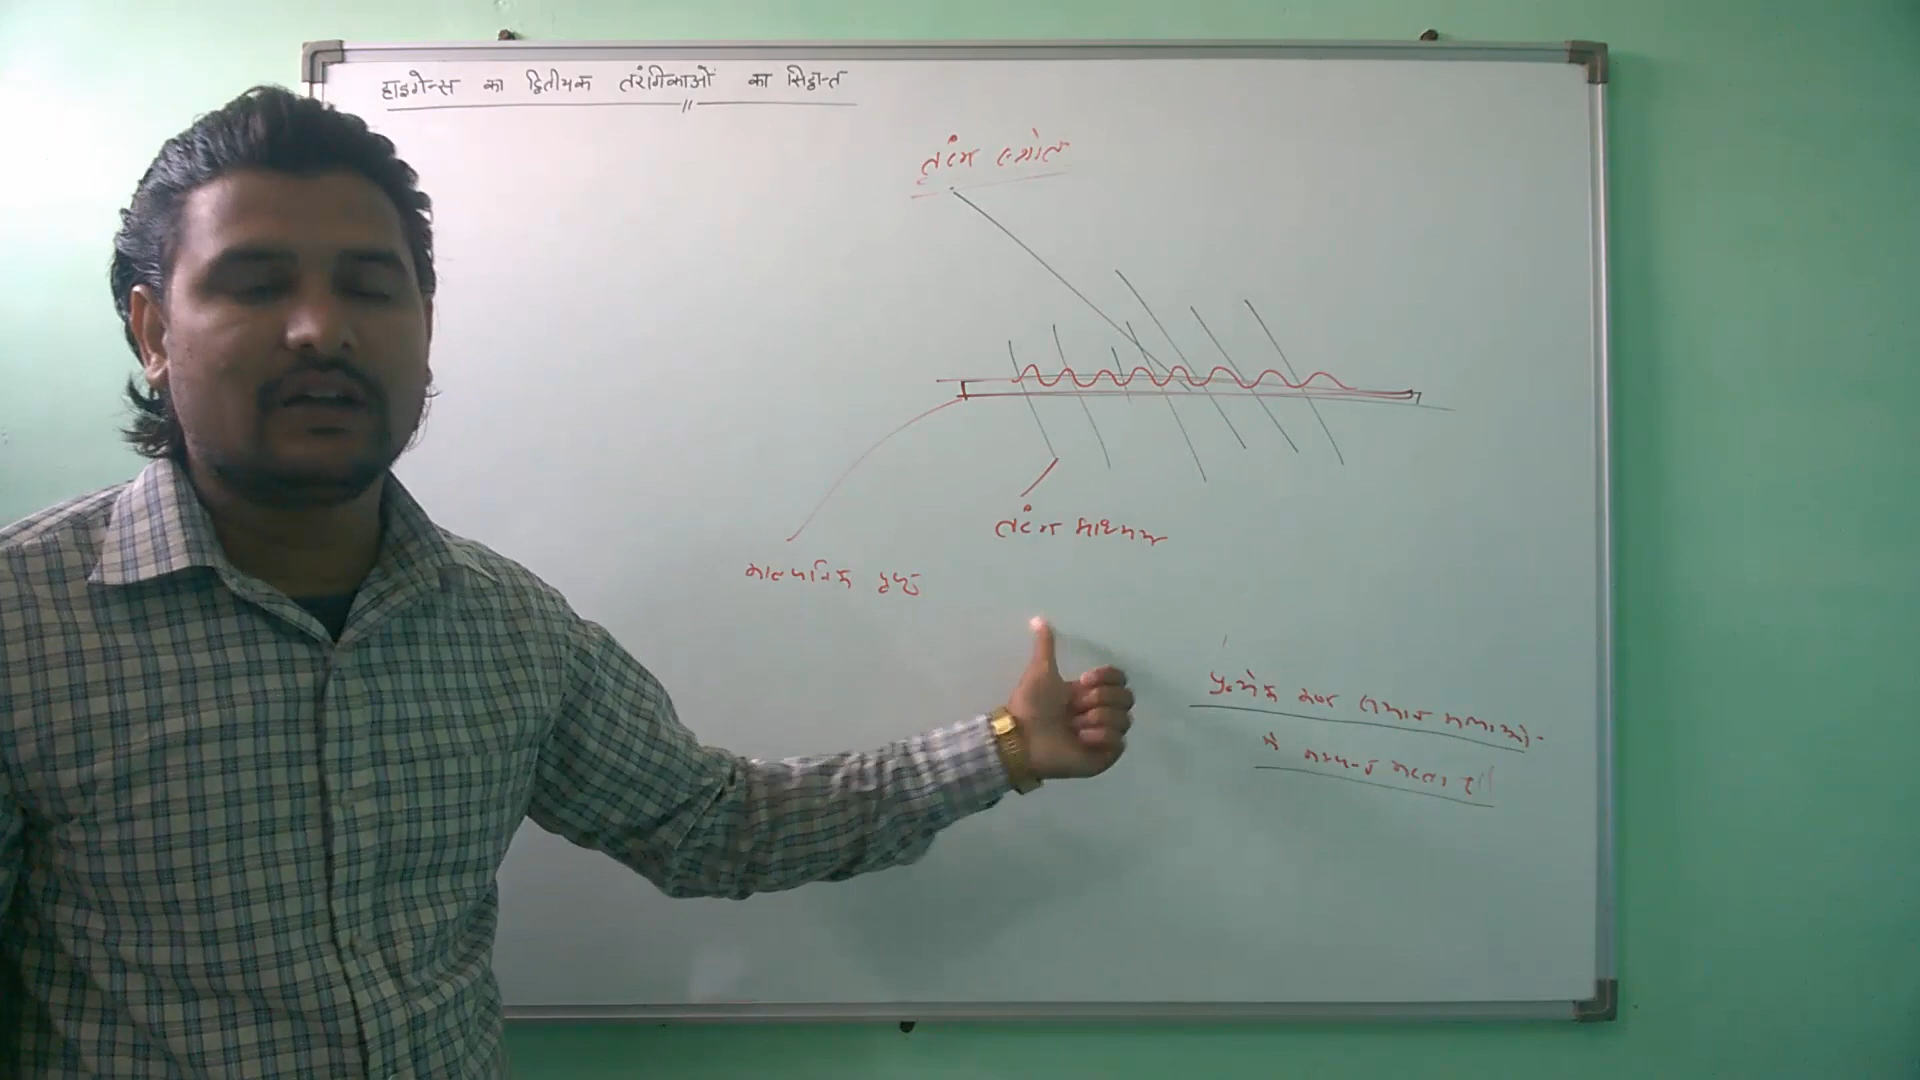 हाइगेन्स का द्वितीयक तरंगिकाओं का सिद्धान्त
तरंग स्त्रोत
तरंग माध्यम
काल्पनिक पृष्ठ
प्रत्येक कण समान कलाओं
में कम्पन्न करता है।